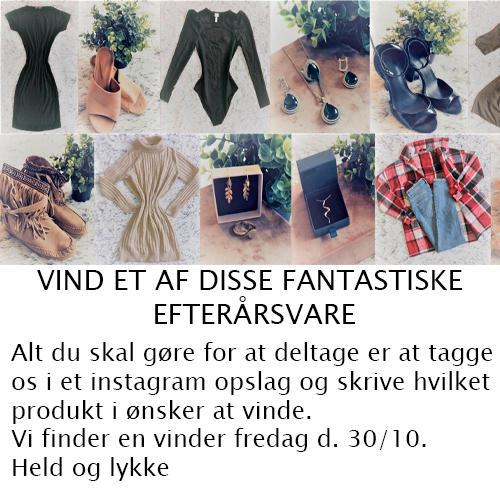 VIND ET AF DISSE FANTASTISKE
EFTERÅRSVARE
Alt du skal gøre for at deltage er at tagge
os i et instagram opslag og skrive hvilket
produkt i ønsker at vinde.
Vi finder en vinder fredag d. 30/10.
Held og lykke